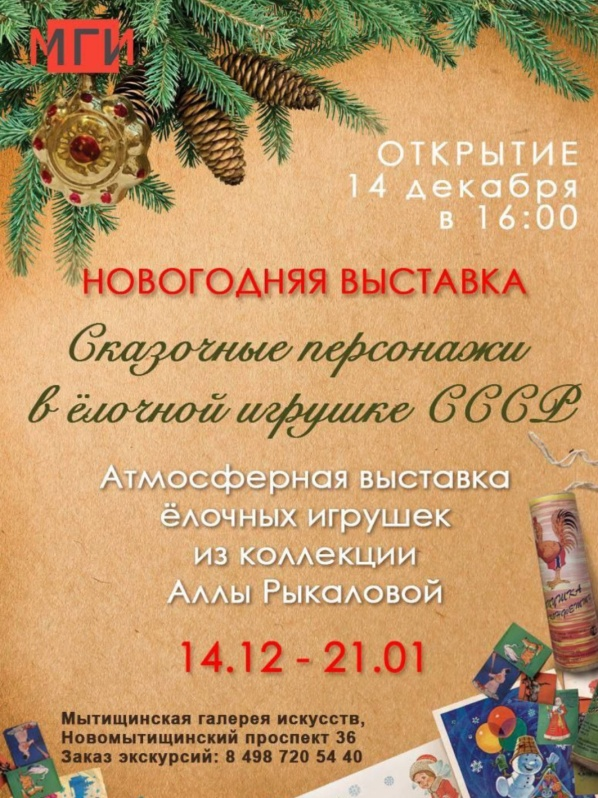 МГИ
ОТКРЫТИЕ
14 декабря
в 16:00
НОВОГОДНЯЯ ВЫСТАВКА
Сказочные персонажи
в ёлочной игрушке СССР
Атмосферная выставка
ёлочных игрушек
из коллекции
Аллы Рыкаловой
14.12 - 21.01
Мытищинская галерея искусств,
Новомытищинский проспект 36
Заказ экскурсий: 8 498 720 54 40